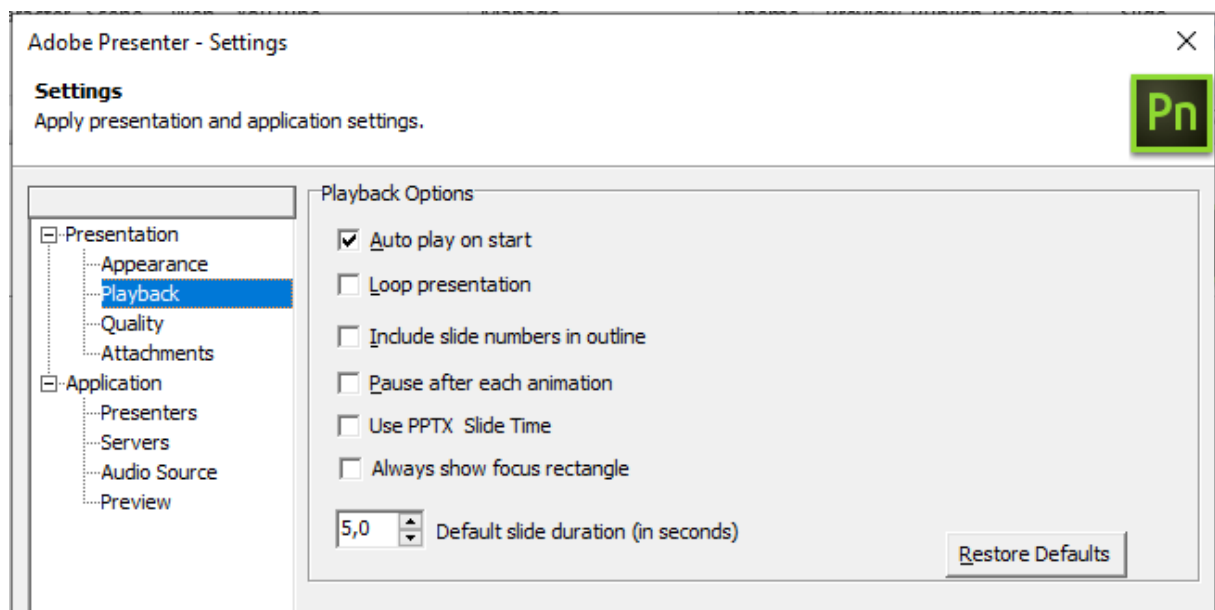 Adobe Presenter - Settings
Settings
Apply presentation and application settings.
Pn
Presentation
Appearance
Playback
Quality
Attachments
Application
Presenters
Servers
Audio Source
Preview
Playback Options
Auto play on start
Loop presentation
Include slide numbers in outline
Pause after each animation
Use PPTX  Slide Time
Always show focus rectangle
5,0 Default slide duration (in seconds)
Restore Defaults